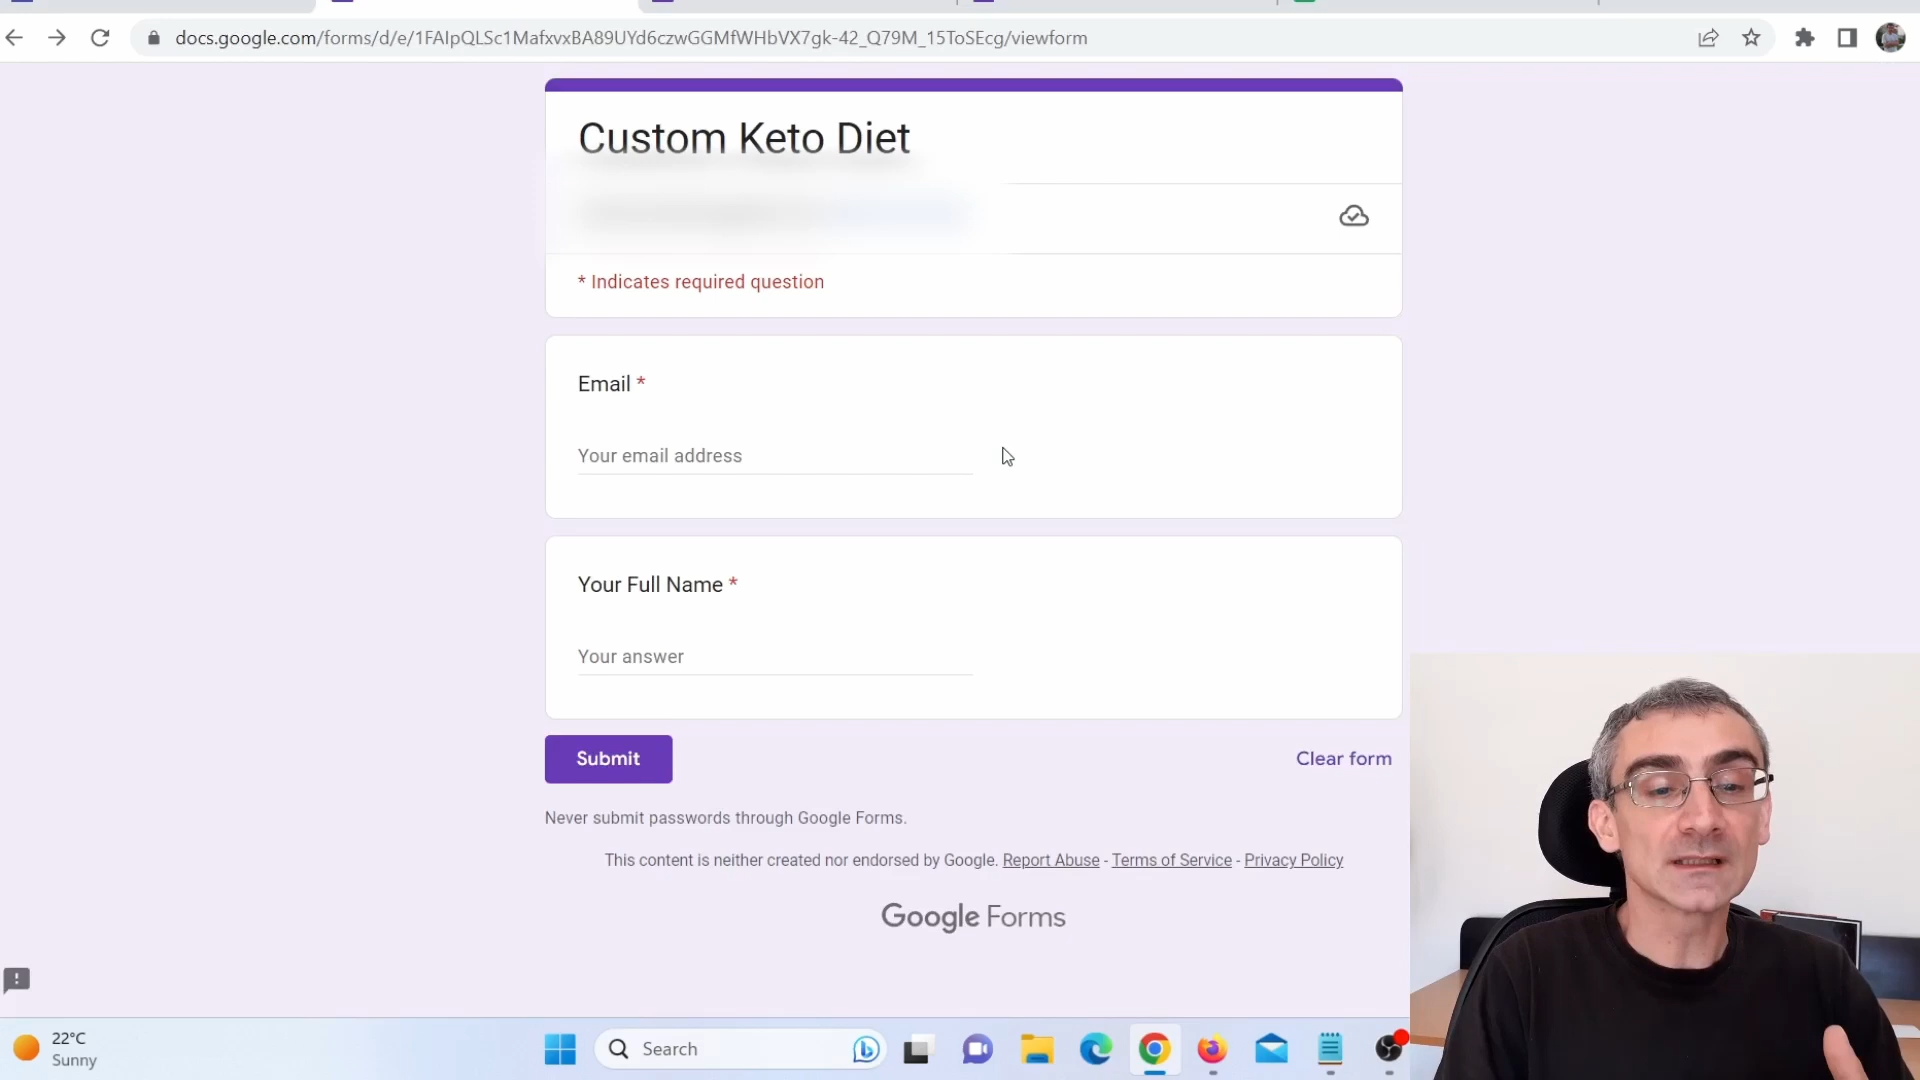 docs.google.com/forms/d/e/1FAIpQLSc1MafxvxBA89UYd6czwGGMfWHbVX7gk-42_Q79M_15ToSEcg/viewform
Custom Keto Diet
* Indicates required question
Email *
Your email address
Your Full Name *
Your answer
Submit
Clear form
Never submit passwords through Google Forms.
This content is neither created nor endorsed by Google. Report Abuse - Terms of Service - Privacy Policy
Google Forms
22°C
Sunny
Search